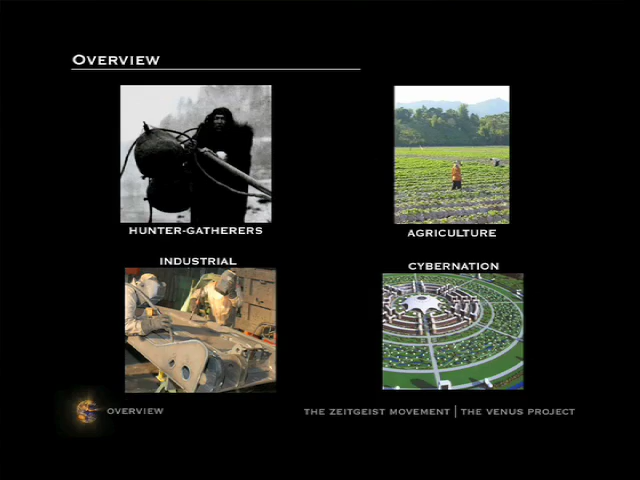 OVERVIEW
HUNTER-GATHERERS
AGRICULTURE
INDUSTRIAL
CYBERNATION
OVERVIEW
THE ZEITGEIST MOVEMENT | THE VENUS PROJECT